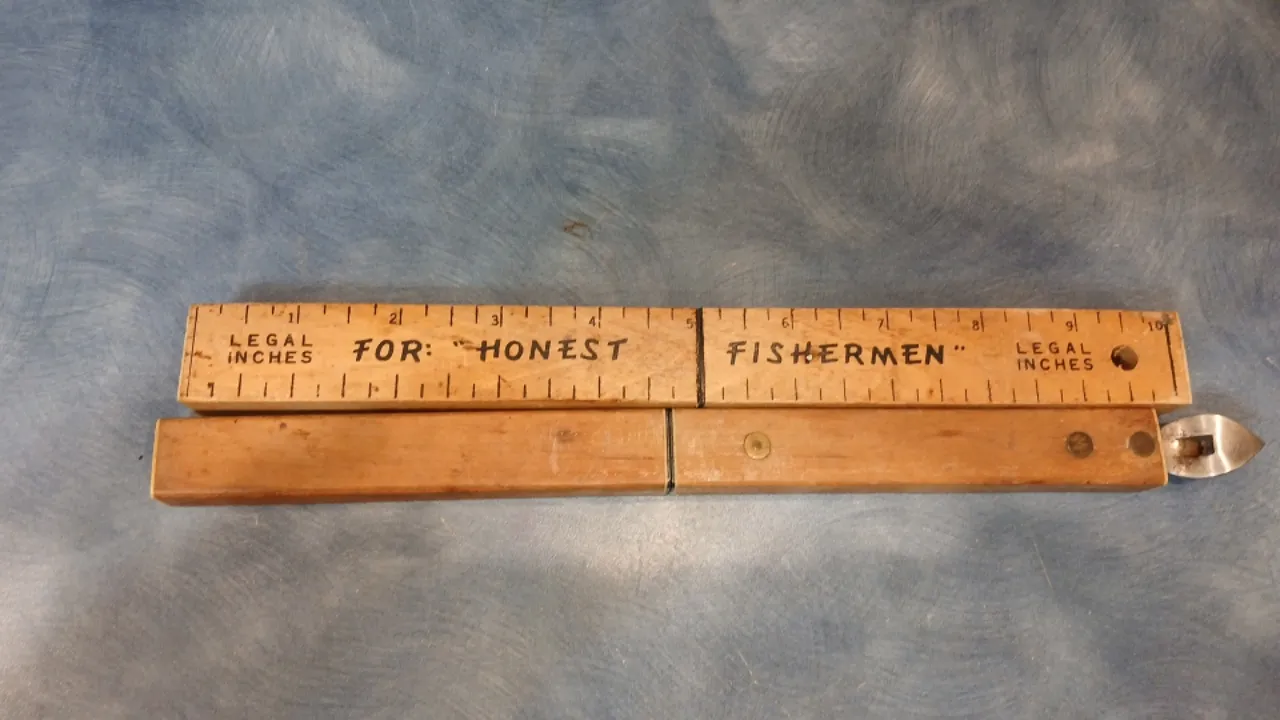 1 2 3 4 5 6 7 8 9 10
LEGAL INCHES
FOR: "HONEST FISHERMEN"
LEGAL INCHES